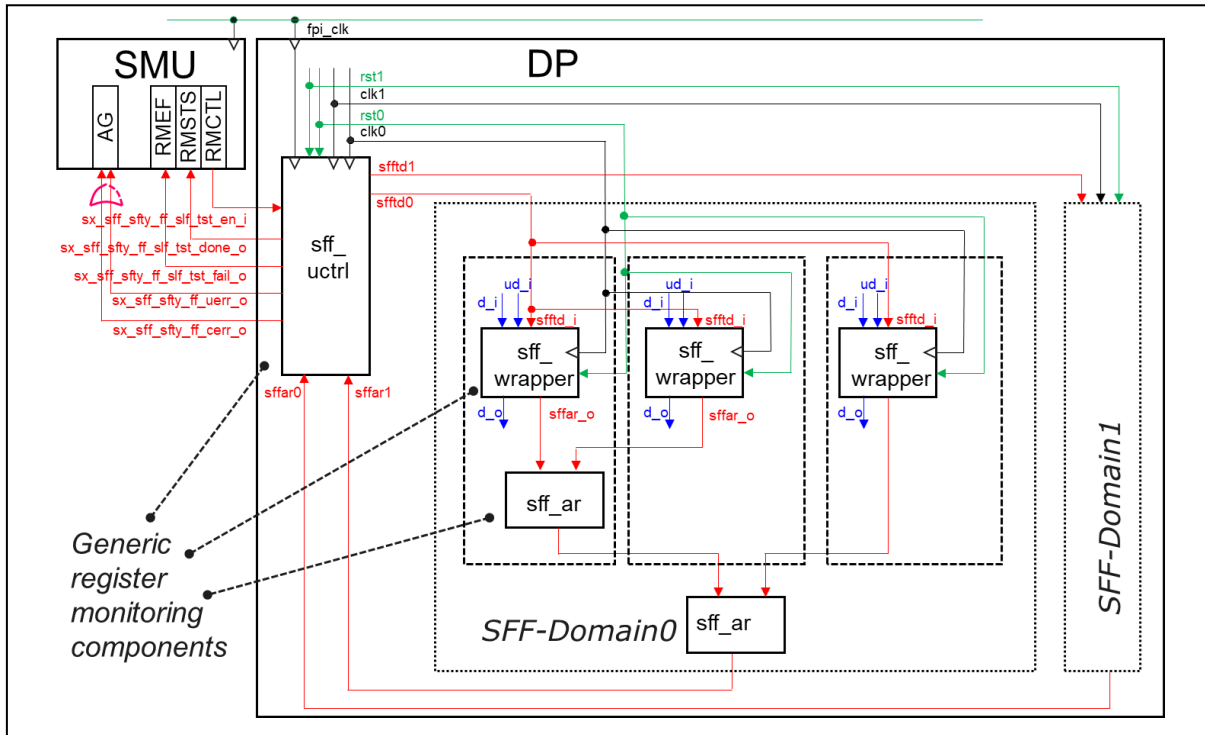 fpi_clk
SMU
DP
AG
RMEF
RMSTS
RMCTL
rst1
clk1
rst0
clk0
sfftd1
sfftd0
sx_sff_sfty_ff_slf_tst_en_i
sx_sff_sfty_ff_slf_tst_done_o
sx_sff_sfty_ff_slf_tst_fail_o
sx_sff_sfty_ff_uerr_o
sx_sff_sfty_ff_cerr_o
sff_
uctrl
sffar0
sffar1
d_i
ud_i
sfftd_i
sff_
wrapper
d_o
sffar_o
d_i
ud_i
sfftd_i
sff_
wrapper
d_o
sffar_o
d_i
ud_i
sfftd_i
sff_
wrapper
d_o
sff_ar
sff_ar
SFF-Domain0
SFF-Domain1
Generic
register
monitoring
components